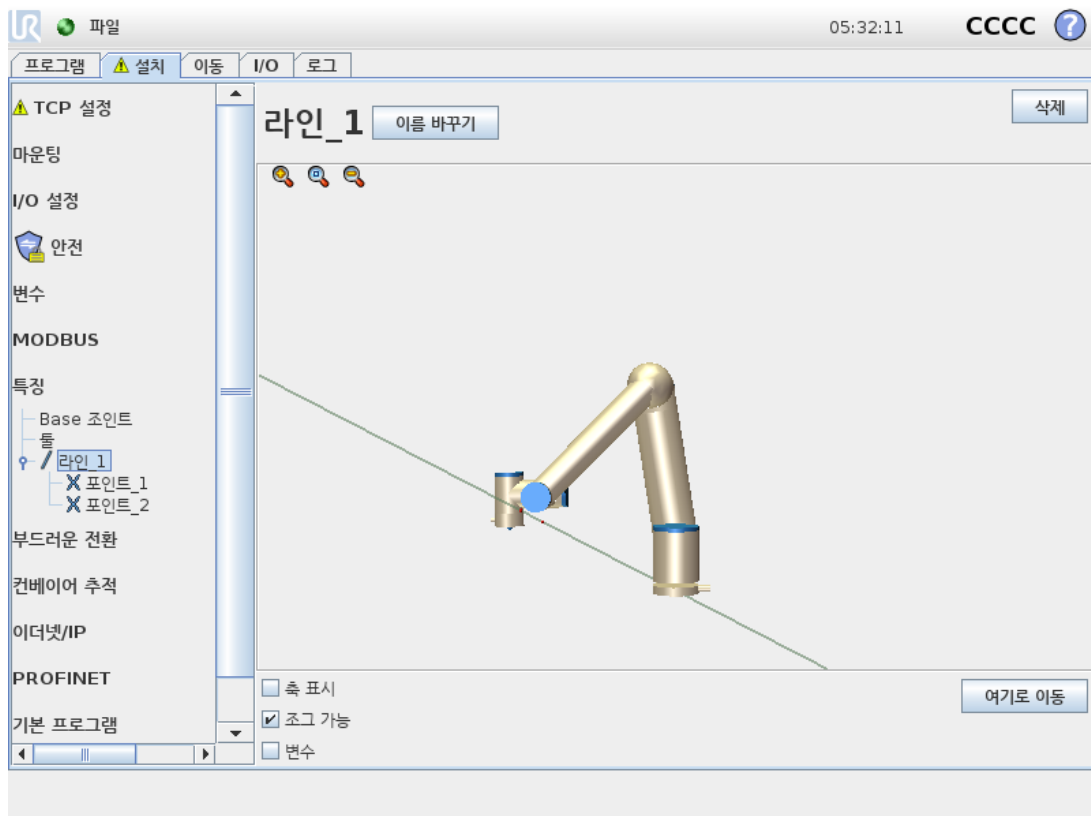 UR 파일 05:32:11 CCCC ?
프로그램 설치 이동 I/O 로그
TCP 설정
마운팅
I/O 설정
안전
변수
MODBUS
특징
Base 조인트
툴
라인_1
포인트_1
포인트_2
부드러운 전환
컨베이어 추적
이더넷/IP
PROFINET
기본 프로그램
라인_1 이름 바꾸기 삭제
축 표시
조그 가능
변수
여기로 이동